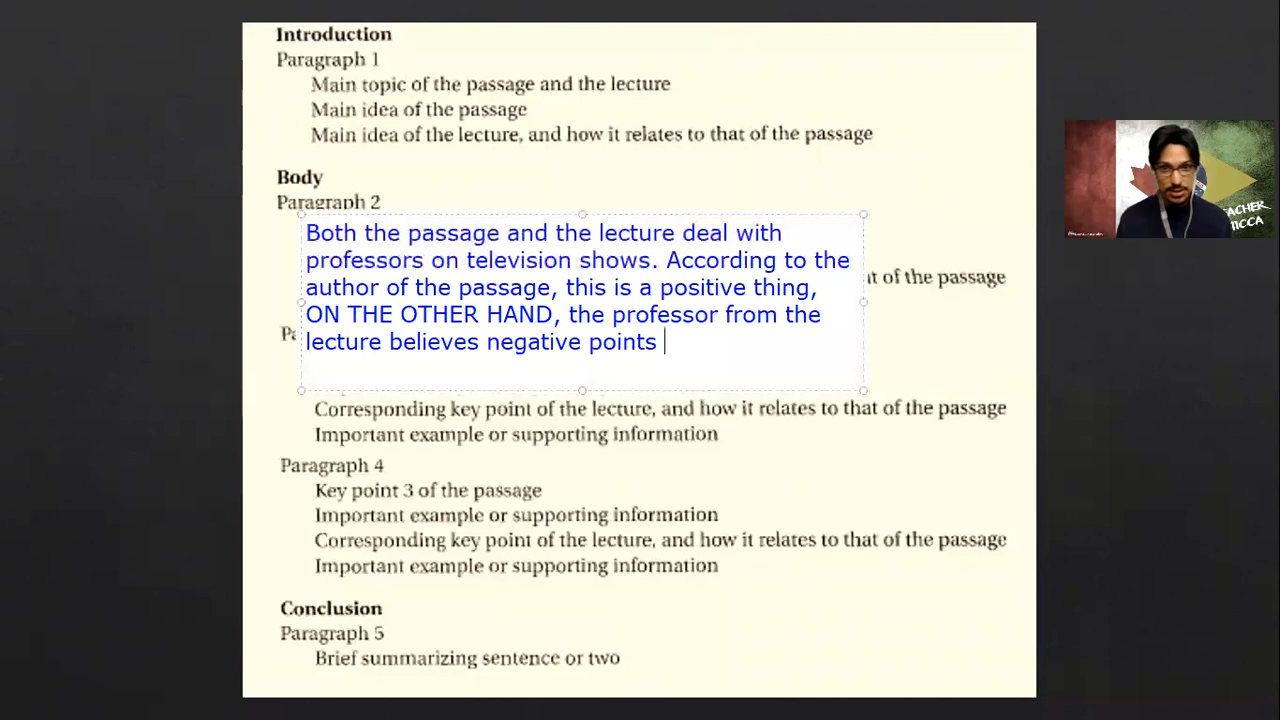 Introduction
Paragraph 1
Main topic of the passage and the lecture
Main idea of the passage
Main idea of the lecture, and how it relates to that of the passage
Body
Paragraph 2
Both the passage and the lecture deal with
professors on television shows. According to the
author of the passage, this is a positive thing,
ON THE OTHER HAND, the professor from the
lecture believes negative points
of the passage
Corresponding key point of the lecture, and how it relates to that of the passage
Important example or supporting information
Paragraph 4
Key point 3 of the passage
Important example or supporting information
Corresponding key point of the lecture, and how it relates to that of the passage
Important example or supporting information
Conclusion
Paragraph 5
Brief summarizing sentence or two